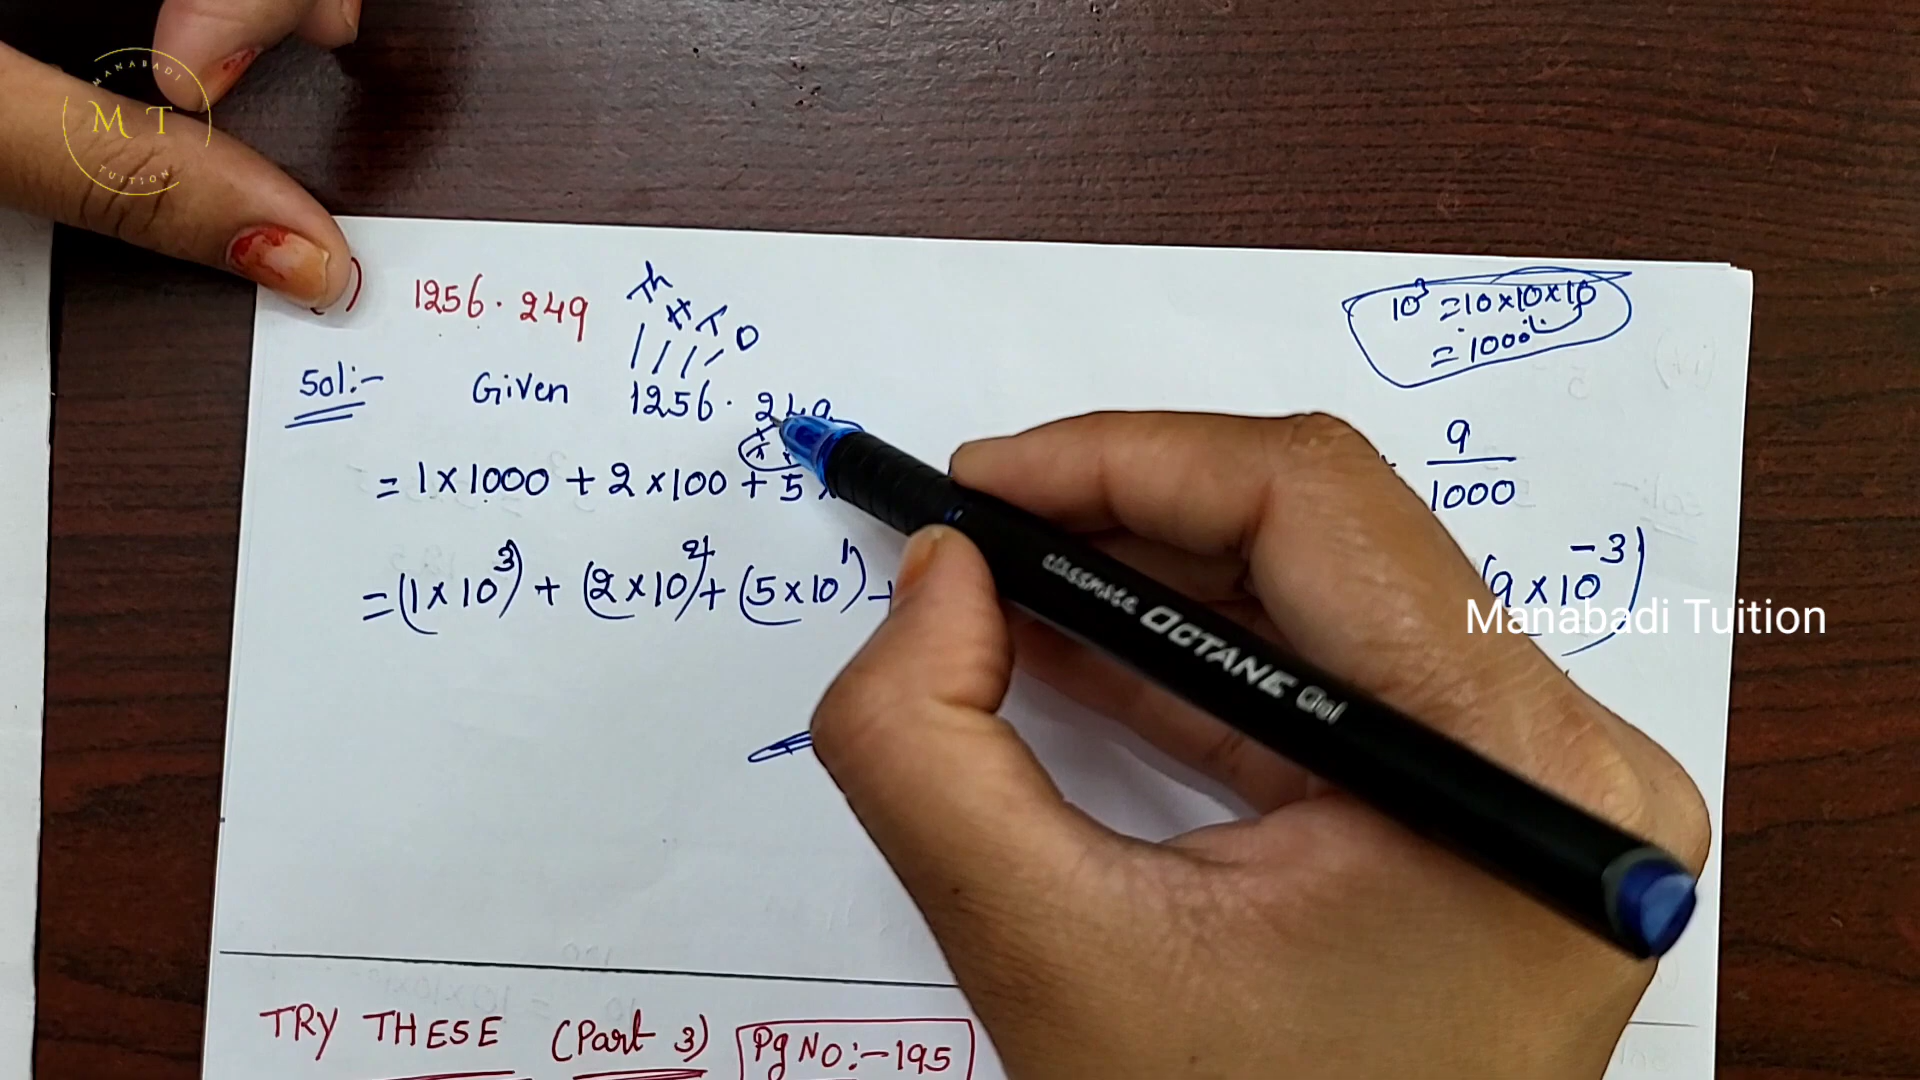 MANABADI
M T
TUITION
) 1256.249
Th H T O
10³ = 10×10×10
= 1000
Sol:- Given 1256.249
= 1×1000 + 2×100 + 5× 9/1000
= (1×10³) + (2×10²) + (5×10¹) + (9×10⁻³)
Manabadi Tuition
classmate OCTANE Gel
TRY THESE (Part 3) Pg NO:-195